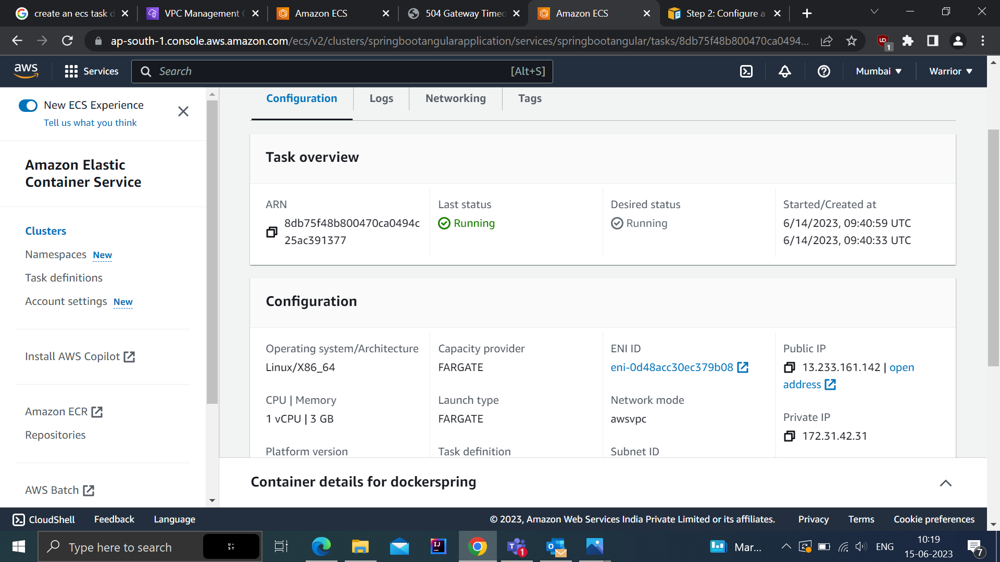 create an ecs task d
VPC Management C
Amazon ECS
504 Gateway Timeo
Amazon ECS
Step 2: Configure a
ap-south-1.console.aws.amazon.com/ecs/v2/clusters/springbootangularapplication/services/springbootangular/tasks/8db75f48b800470ca0494...
1
aws
Services
Search
[Alt+S]
Mumbai
Warrior
New ECS Experience
Tell us what you think
Amazon Elastic
Container Service
Clusters
Namespaces New
Task definitions
Account settings New
Install AWS Copilot
Amazon ECR
Repositories
AWS Batch
Configuration
Logs
Networking
Tags
Task overview
ARN
8db75f48b800470ca0494c
25ac391377
Last status
Running
Desired status
Running
Started/Created at
6/14/2023, 09:40:59 UTC
6/14/2023, 09:40:33 UTC
Configuration
Operating system/Architecture
Linux/X86_64
CPU | Memory
1 vCPU | 3 GB
Platform version
Capacity provider
FARGATE
Launch type
FARGATE
Task definition
ENI ID
eni-0d48acc30ec379b08
Network mode
awsvpc
Subnet ID
Public IP
13.233.161.142 | open
address
Private IP
172.31.42.31
Container details for dockerspring
CloudShell
Feedback
Language
© 2023, Amazon Web Services India Private Limited or its affiliates.
Privacy
Terms
Cookie preferences
Type here to search
U ·
S T
IJ
T
1
Mar...
ENG
10:19
15-06-2023
7